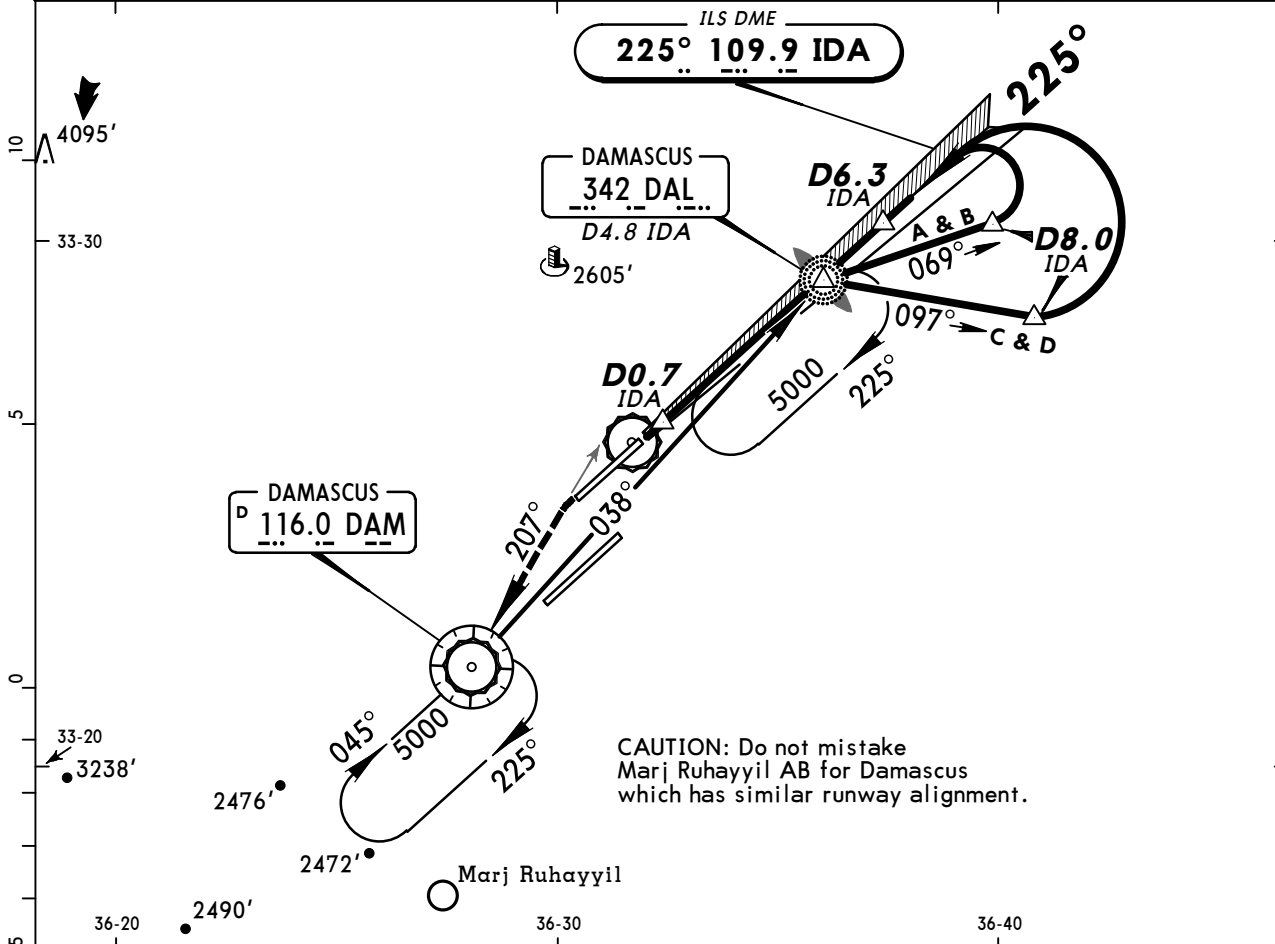 ILS DME
225° 109.9 IDA
225°
10
4095'
DAMASCUS
342 DAL
D4.8 IDA
D6.3
IDA
A & B
069°
D8.0
IDA
33-30
2605'
097°
C & D
D0.7
IDA
5000
225°
5
DAMASCUS
D 116.0 DAM
207°
038°
0
33-20
3238'
045°
5000
225°
CAUTION: Do not mistake
Marj Ruhayyil AB for Damascus
which has similar runway alignment.
2476'
2472'
Marj Ruhayyil
2490'
36-20
36-30
36-40
5